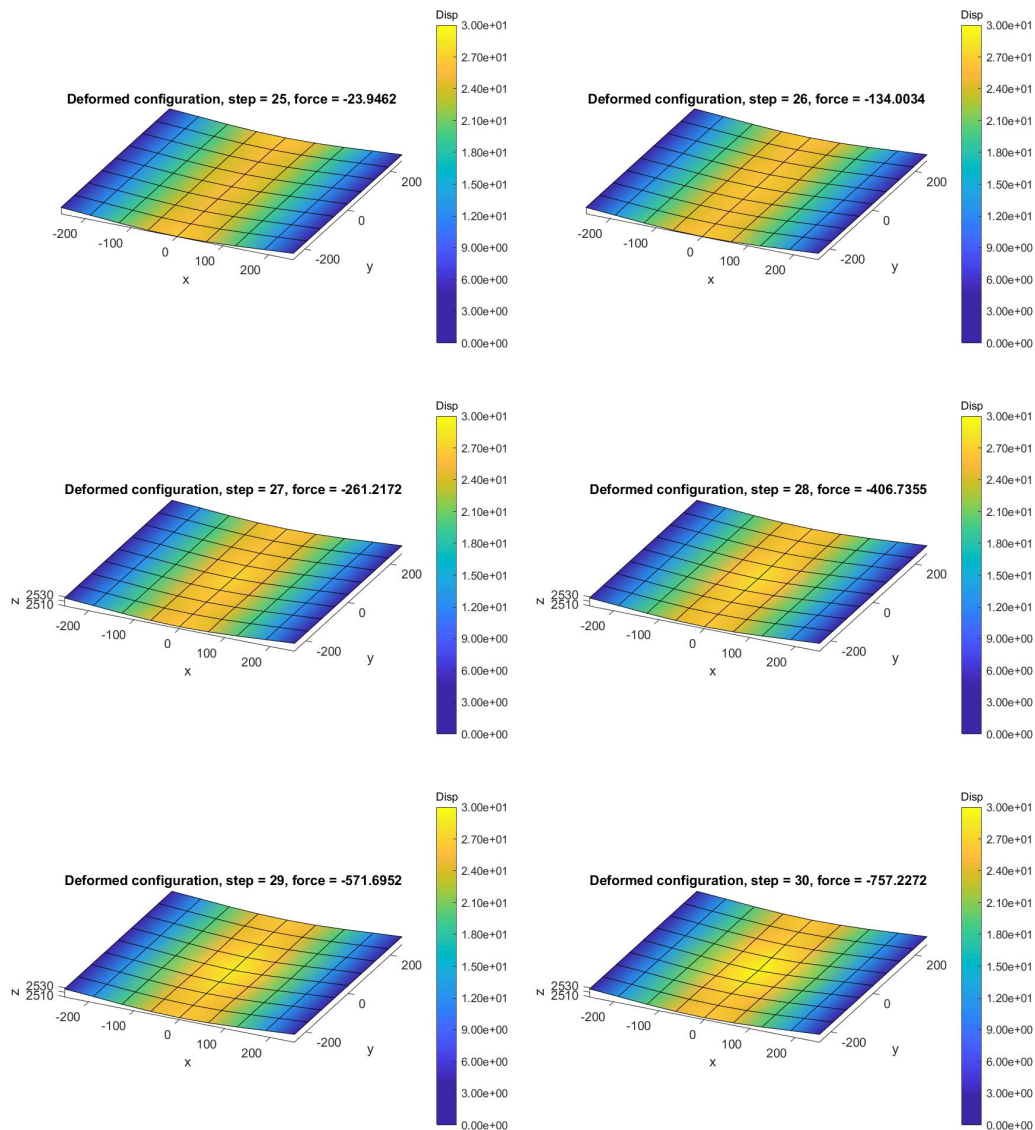 Disp
3.00e+01
2.70e+01
2.40e+01
2.10e+01
1.80e+01
1.50e+01
1.20e+01
9.00e+00
6.00e+00
3.00e+00
0.00e+00
Deformed configuration, step = 25, force = -23.9462
200
0
-200
y
-200
-100
0
100
200
x
Disp
3.00e+01
2.70e+01
2.40e+01
2.10e+01
1.80e+01
1.50e+01
1.20e+01
9.00e+00
6.00e+00
3.00e+00
0.00e+00
Deformed configuration, step = 26, force = -134.0034
200
0
-200
y
-200
-100
0
100
200
x
Disp
3.00e+01
2.70e+01
2.40e+01
2.10e+01
1.80e+01
1.50e+01
1.20e+01
9.00e+00
6.00e+00
3.00e+00
0.00e+00
Deformed configuration, step = 27, force = -261.2172
200
0
-200
y
z
2530
2510
-200
-100
0
100
200
x
Disp
3.00e+01
2.70e+01
2.40e+01
2.10e+01
1.80e+01
1.50e+01
1.20e+01
9.00e+00
6.00e+00
3.00e+00
0.00e+00
Deformed configuration, step = 28, force = -406.7355
200
0
-200
y
z
2530
2510
-200
-100
0
100
200
x
Disp
3.00e+01
2.70e+01
2.40e+01
2.10e+01
1.80e+01
1.50e+01
1.20e+01
9.00e+00
6.00e+00
3.00e+00
0.00e+00
Deformed configuration, step = 29, force = -571.6952
200
0
-200
y
z
2530
2510
-200
-100
0
100
200
x
Disp
3.00e+01
2.70e+01
2.40e+01
2.10e+01
1.80e+01
1.50e+01
1.20e+01
9.00e+00
6.00e+00
3.00e+00
0.00e+00
Deformed configuration, step = 30, force = -757.2272
200
0
-200
y
z
2530
2510
-200
-100
0
100
200
x